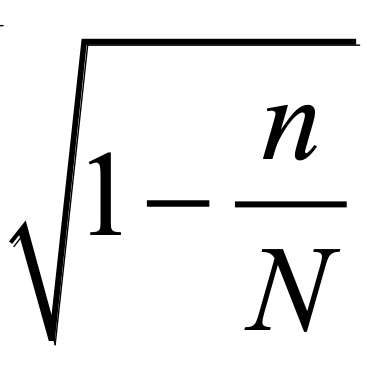 √(1 − n/N)